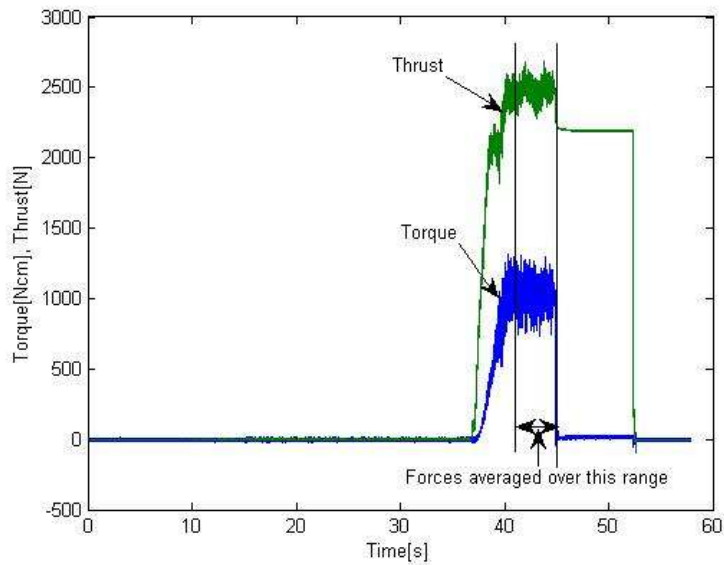 3000
2500
2000
1500
1000
500
0
-500
Torque[Ncm], Thrust[N]
Thrust
Torque
Forces averaged over this range
0 10 20 30 40 50 60
Time[s]